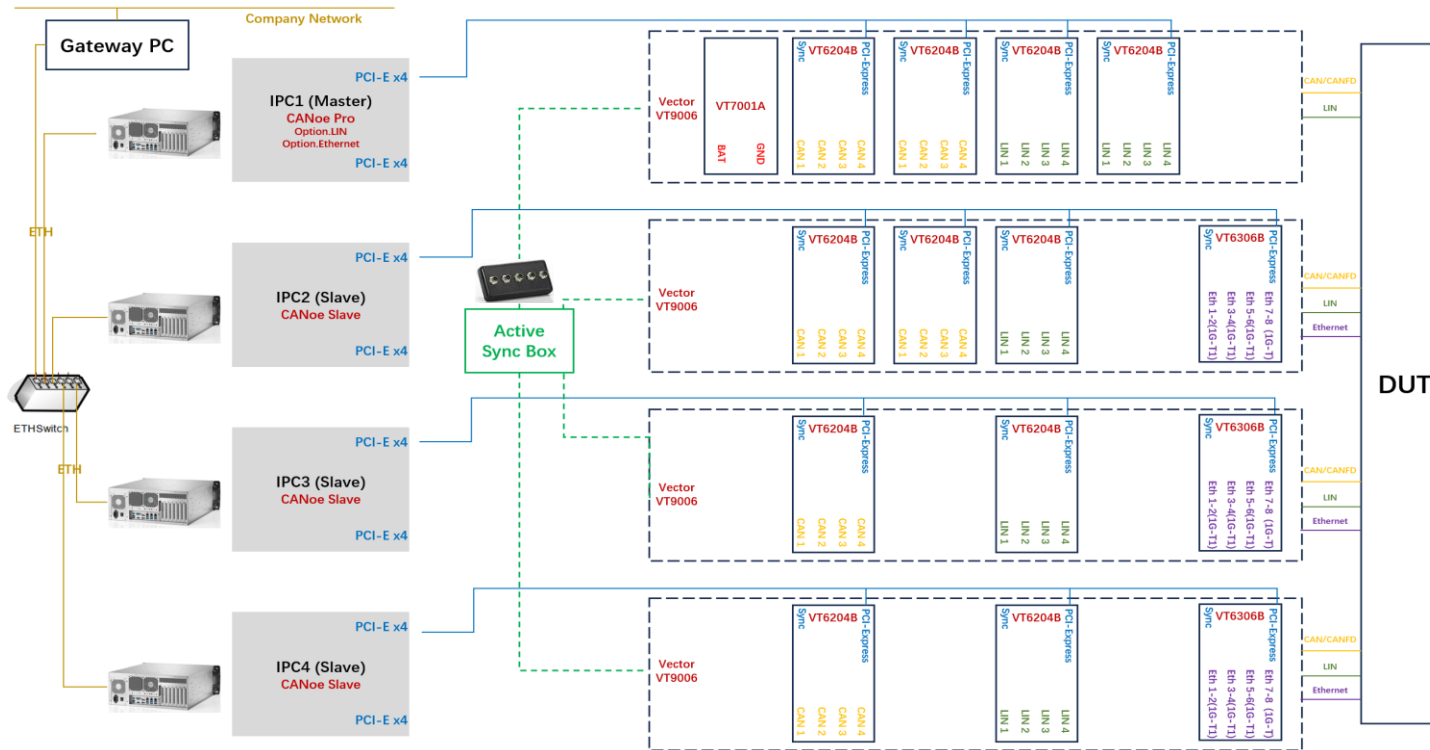 Company Network
Gateway PC
ETH
ETH
ETHSwitch
PCI-E x4
IPC1 (Master)
CANoe Pro
Option.LIN
Option.Ethernet
PCI-E x4
Vector
VT9006
VT7001A
BAT
GND
Sync
VT6204B
PCI-Express
CAN 1
CAN 2
CAN 3
CAN 4
Sync
VT6204B
PCI-Express
CAN 1
CAN 2
CAN 3
CAN 4
Sync
VT6204B
PCI-Express
LIN 1
LIN 2
LIN 3
LIN 4
Sync
VT6204B
PCI-Express
LIN 1
LIN 2
LIN 3
LIN 4
CAN/CANFD
LIN
PCI-E x4
IPC2 (Slave)
CANoe Slave
PCI-E x4
Active
Sync Box
Vector
VT9006
Sync
VT6204B
PCI-Express
CAN 1
CAN 2
CAN 3
CAN 4
Sync
VT6204B
PCI-Express
CAN 1
CAN 2
CAN 3
CAN 4
Sync
VT6204B
PCI-Express
LIN 1
LIN 2
LIN 3
LIN 4
Sync
VT6306B
PCI-Express
Eth 1-2(1G-T1)
Eth 3-4(1G-T1)
Eth 5-6(1G-T1)
Eth 7-8 (1G-T)
CAN/CANFD
LIN
Ethernet
DUT
PCI-E x4
IPC3 (Slave)
CANoe Slave
PCI-E x4
Vector
VT9006
Sync
VT6204B
PCI-Express
CAN 1
CAN 2
CAN 3
CAN 4
Sync
VT6204B
PCI-Express
LIN 1
LIN 2
LIN 3
LIN 4
Sync
VT6306B
PCI-Express
Eth 1-2(1G-T1)
Eth 3-4(1G-T1)
Eth 5-6(1G-T1)
Eth 7-8 (1G-T)
CAN/CANFD
LIN
Ethernet
PCI-E x4
IPC4 (Slave)
CANoe Slave
PCI-E x4
Vector
VT9006
Sync
VT6204B
PCI-Express
CAN 1
CAN 2
CAN 3
CAN 4
Sync
VT6204B
PCI-Express
LIN 1
LIN 2
LIN 3
LIN 4
Sync
VT6306B
PCI-Express
Eth 1-2(1G-T1)
Eth 3-4(1G-T1)
Eth 5-6(1G-T1)
Eth 7-8 (1G-T)
CAN/CANFD
LIN
Ethernet